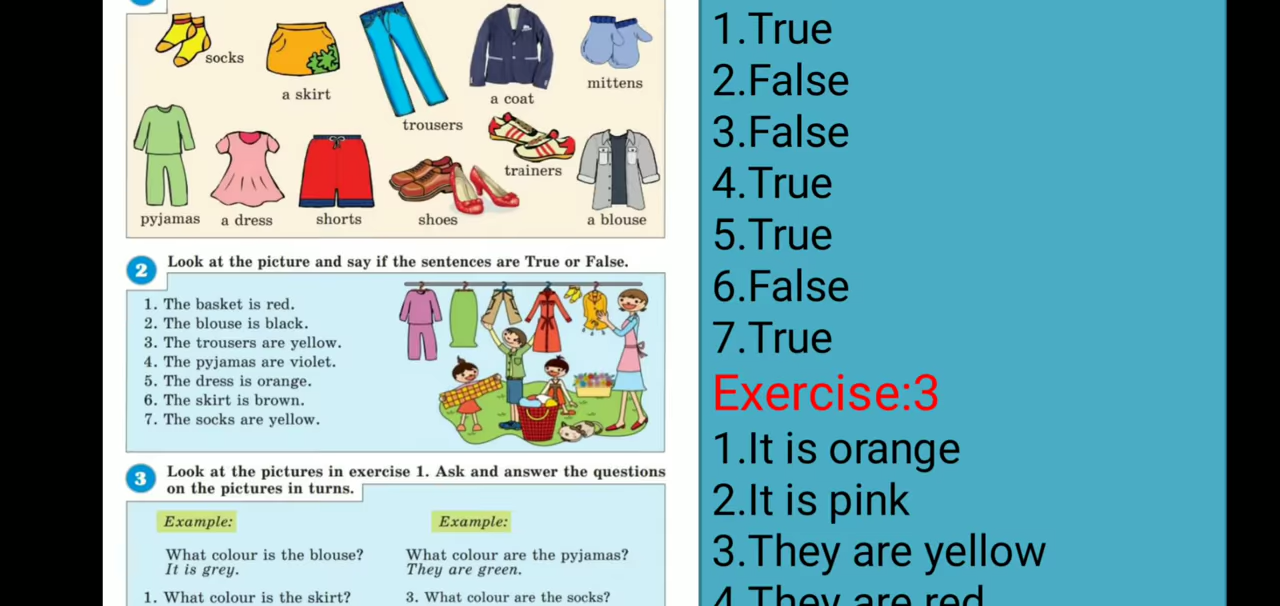 socks
a skirt
trousers
a coat
mittens
pyjamas
a dress
shorts
shoes
trainers
a blouse
2 Look at the picture and say if the sentences are True or False.
1. The basket is red.
2. The blouse is black.
3. The trousers are yellow.
4. The pyjamas are violet.
5. The dress is orange.
6. The skirt is brown.
7. The socks are yellow.
3 Look at the pictures in exercise 1. Ask and answer the questions
on the pictures in turns.
Example:
What colour is the blouse?
It is grey.
1. What colour is the skirt?
Example:
What colour are the pyjamas?
They are green.
3. What colour are the socks?
1.True
2.False
3.False
4.True
5.True
6.False
7.True
Exercise:3
1.It is orange
2.It is pink
3.They are yellow
4.They are red